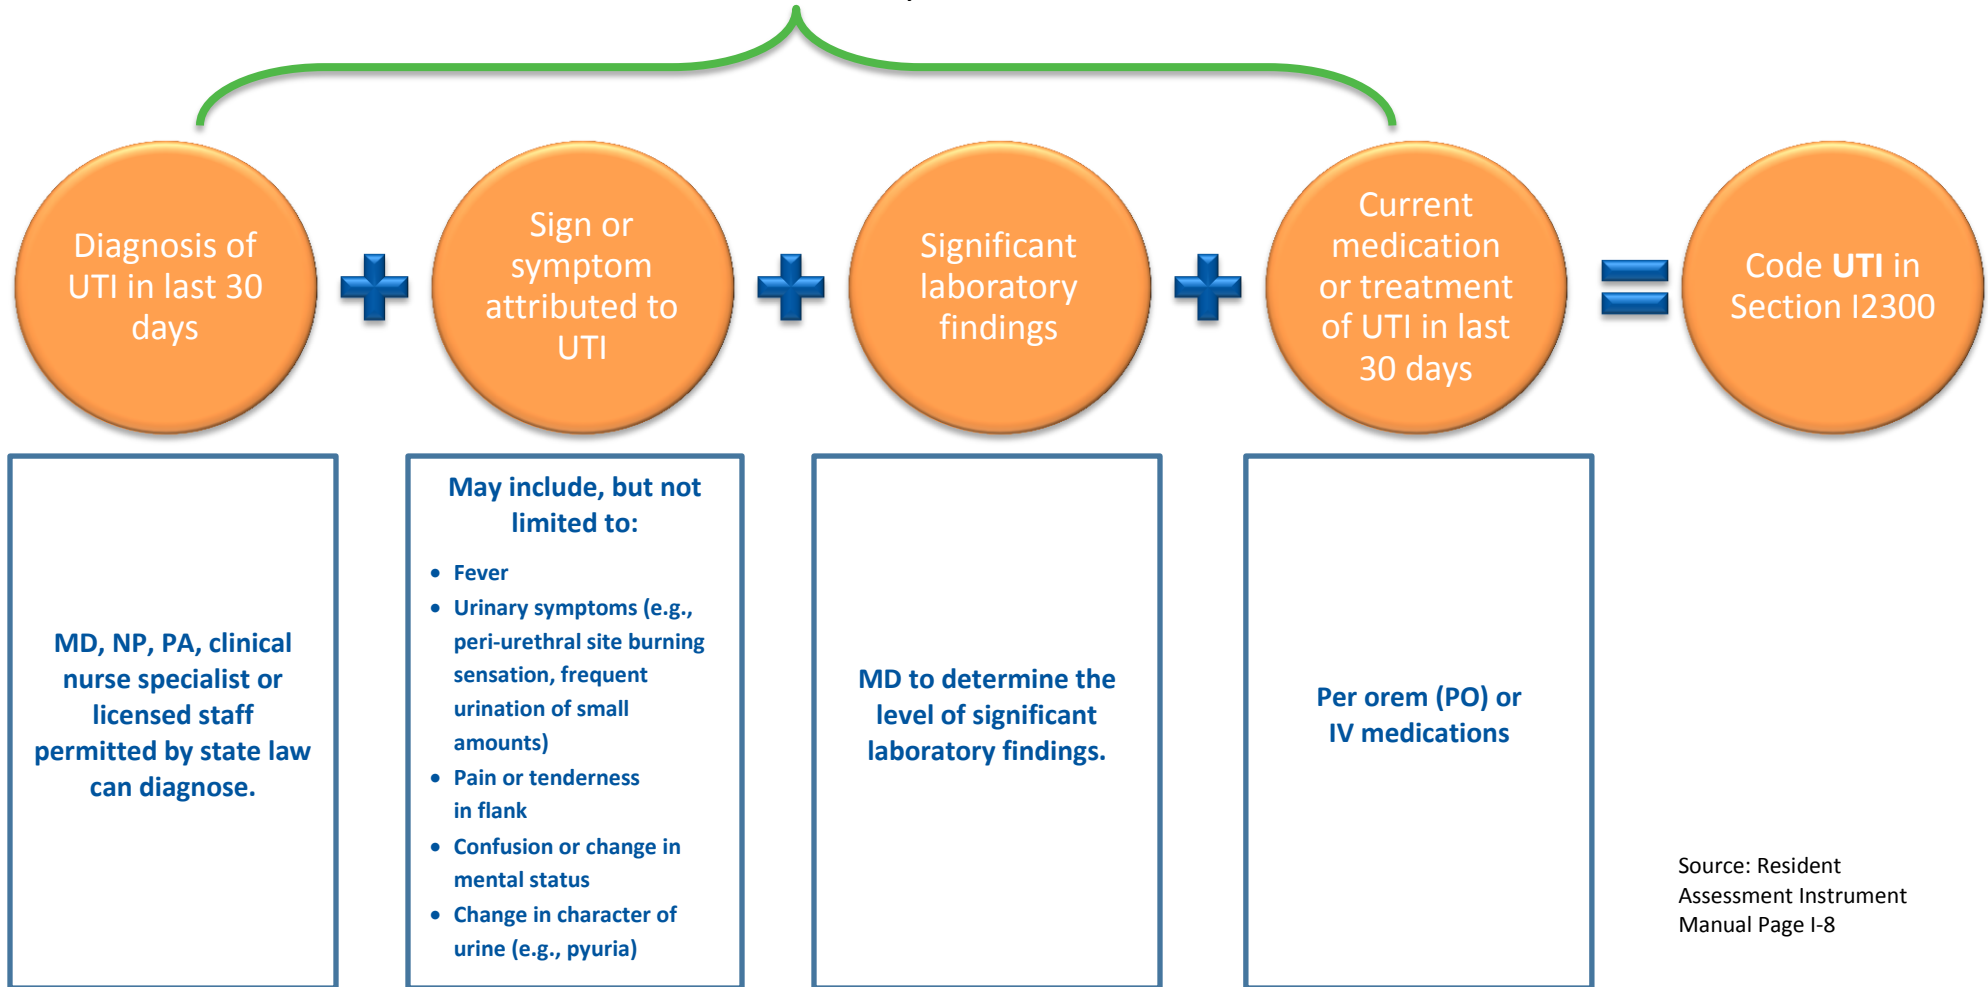 Diagnosis of
UTI in last 30
days
Sign or
symptom
attributed to
UTI
Significant
laboratory
findings
Current
medication
or treatment
of UTI in last
30 days
Code UTI in
Section I2300
MD, NP, PA, clinical
nurse specialist or
licensed staff
permitted by state law
can diagnose.
May include, but not
limited to:
• Fever
• Urinary symptoms (e.g.,
peri-urethral site burning
sensation, frequent
urination of small
amounts)
• Pain or tenderness
in flank
• Confusion or change in
mental status
• Change in character of
urine (e.g., pyuria)
MD to determine the
level of significant
laboratory findings.
Per orem (PO) or
IV medications
Source: Resident
Assessment Instrument
Manual Page I-8